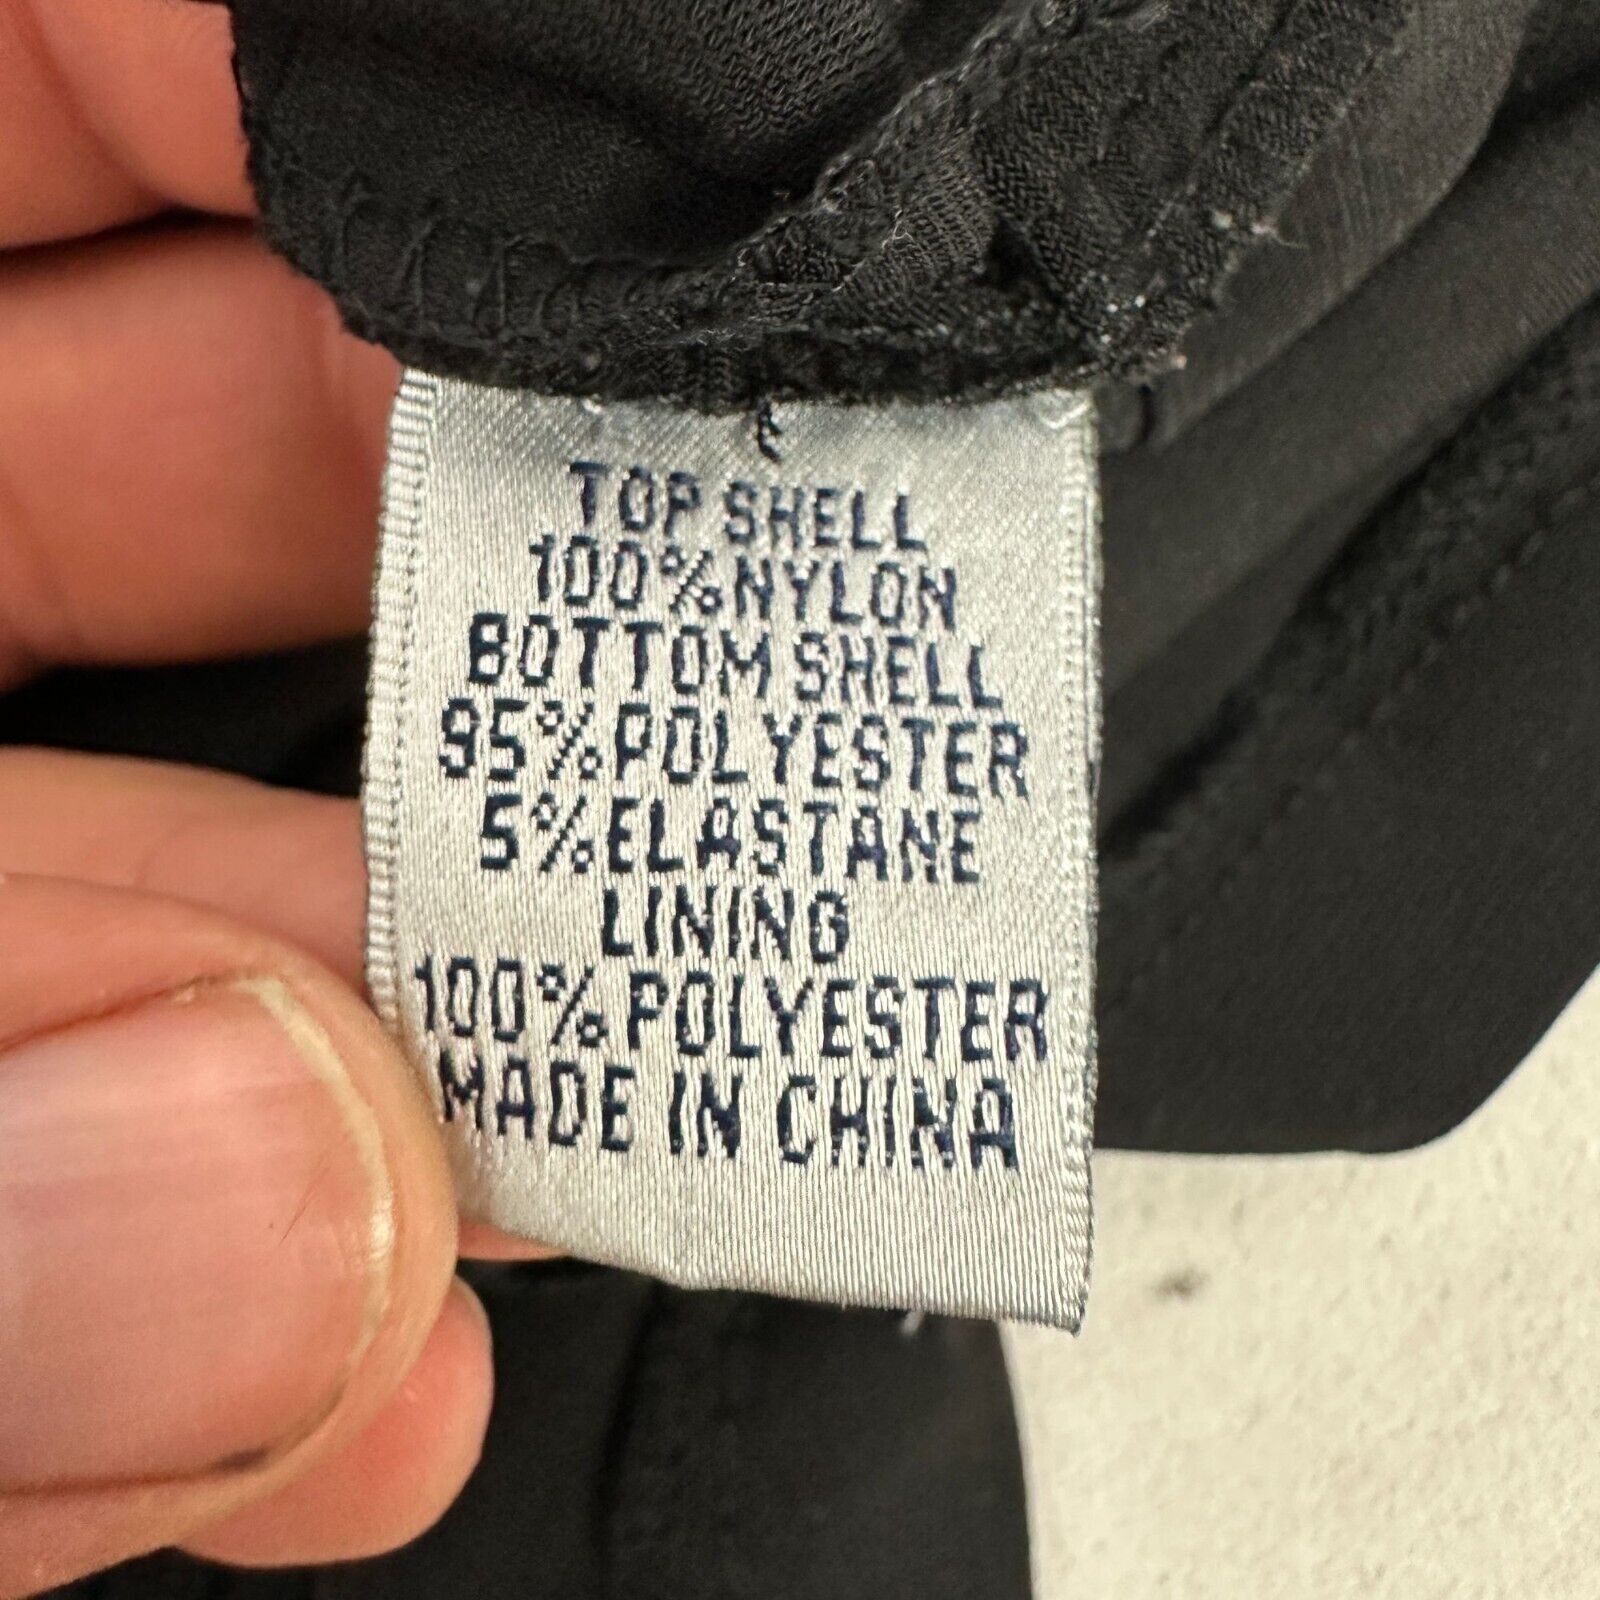 TOP SHELL
100%NYLON
BOTTOM SHELL
95%POLYESTER
5%ELASTANE
LINING
100%POLYESTER
MADE IN CHINA